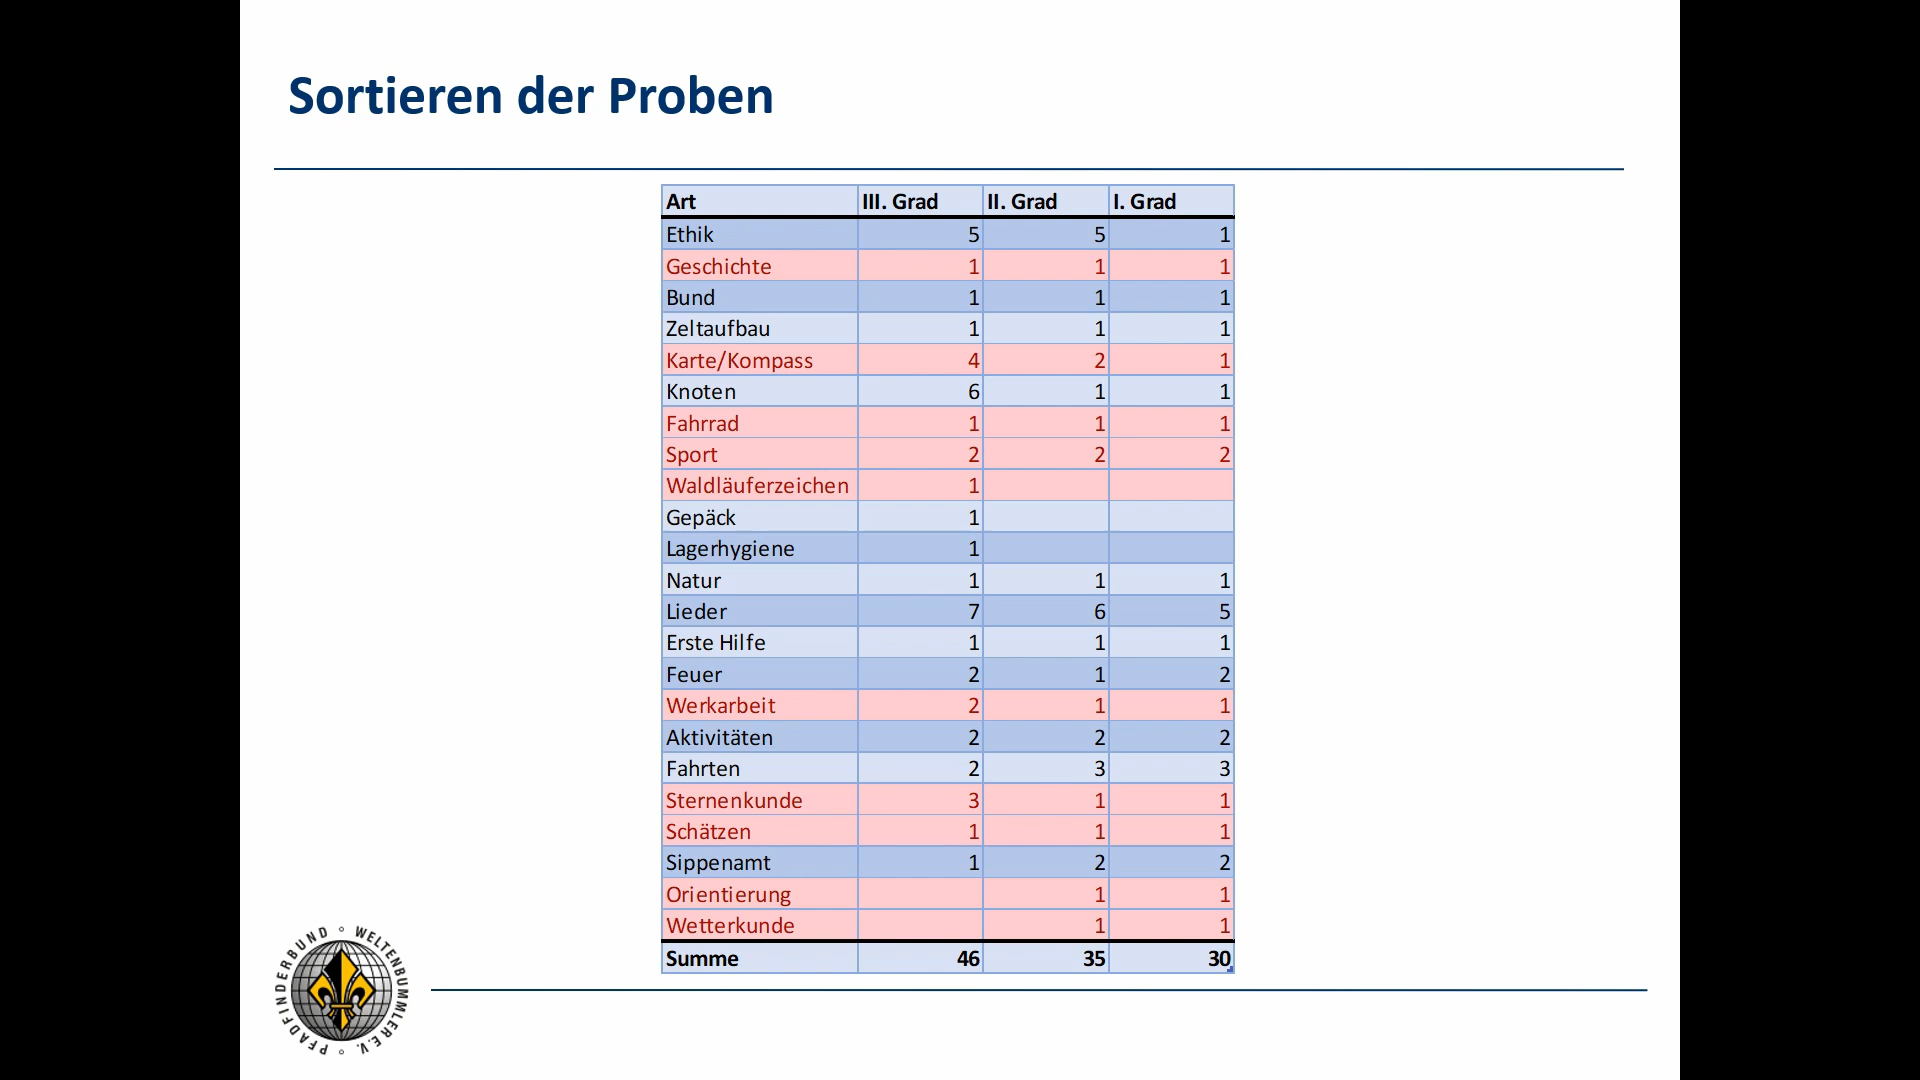 Sortieren der Proben
Art III. Grad II. Grad I. Grad
Ethik 5 5 1
Geschichte 1 1 1
Bund 1 1 1
Zeltaufbau 1 1 1
Karte/Kompass 4 2 1
Knoten 6 1 1
Fahrrad 1 1 1
Sport 2 2 2
Waldläuferzeichen 1
Gepäck 1
Lagerhygiene 1
Natur 1 1 1
Lieder 7 6 5
Erste Hilfe 1 1 1
Feuer 2 1 2
Werkarbeit 2 1 1
Aktivitäten 2 2 2
Fahrten 2 3 3
Sternenkunde 3 1 1
Schätzen 1 1 1
Sippenamt 1 2 2
Orientierung 1 1
Wetterkunde 1 1
Summe 46 35 30
PFADFINDERBUND ° WELTENBUMMLER E.V. °